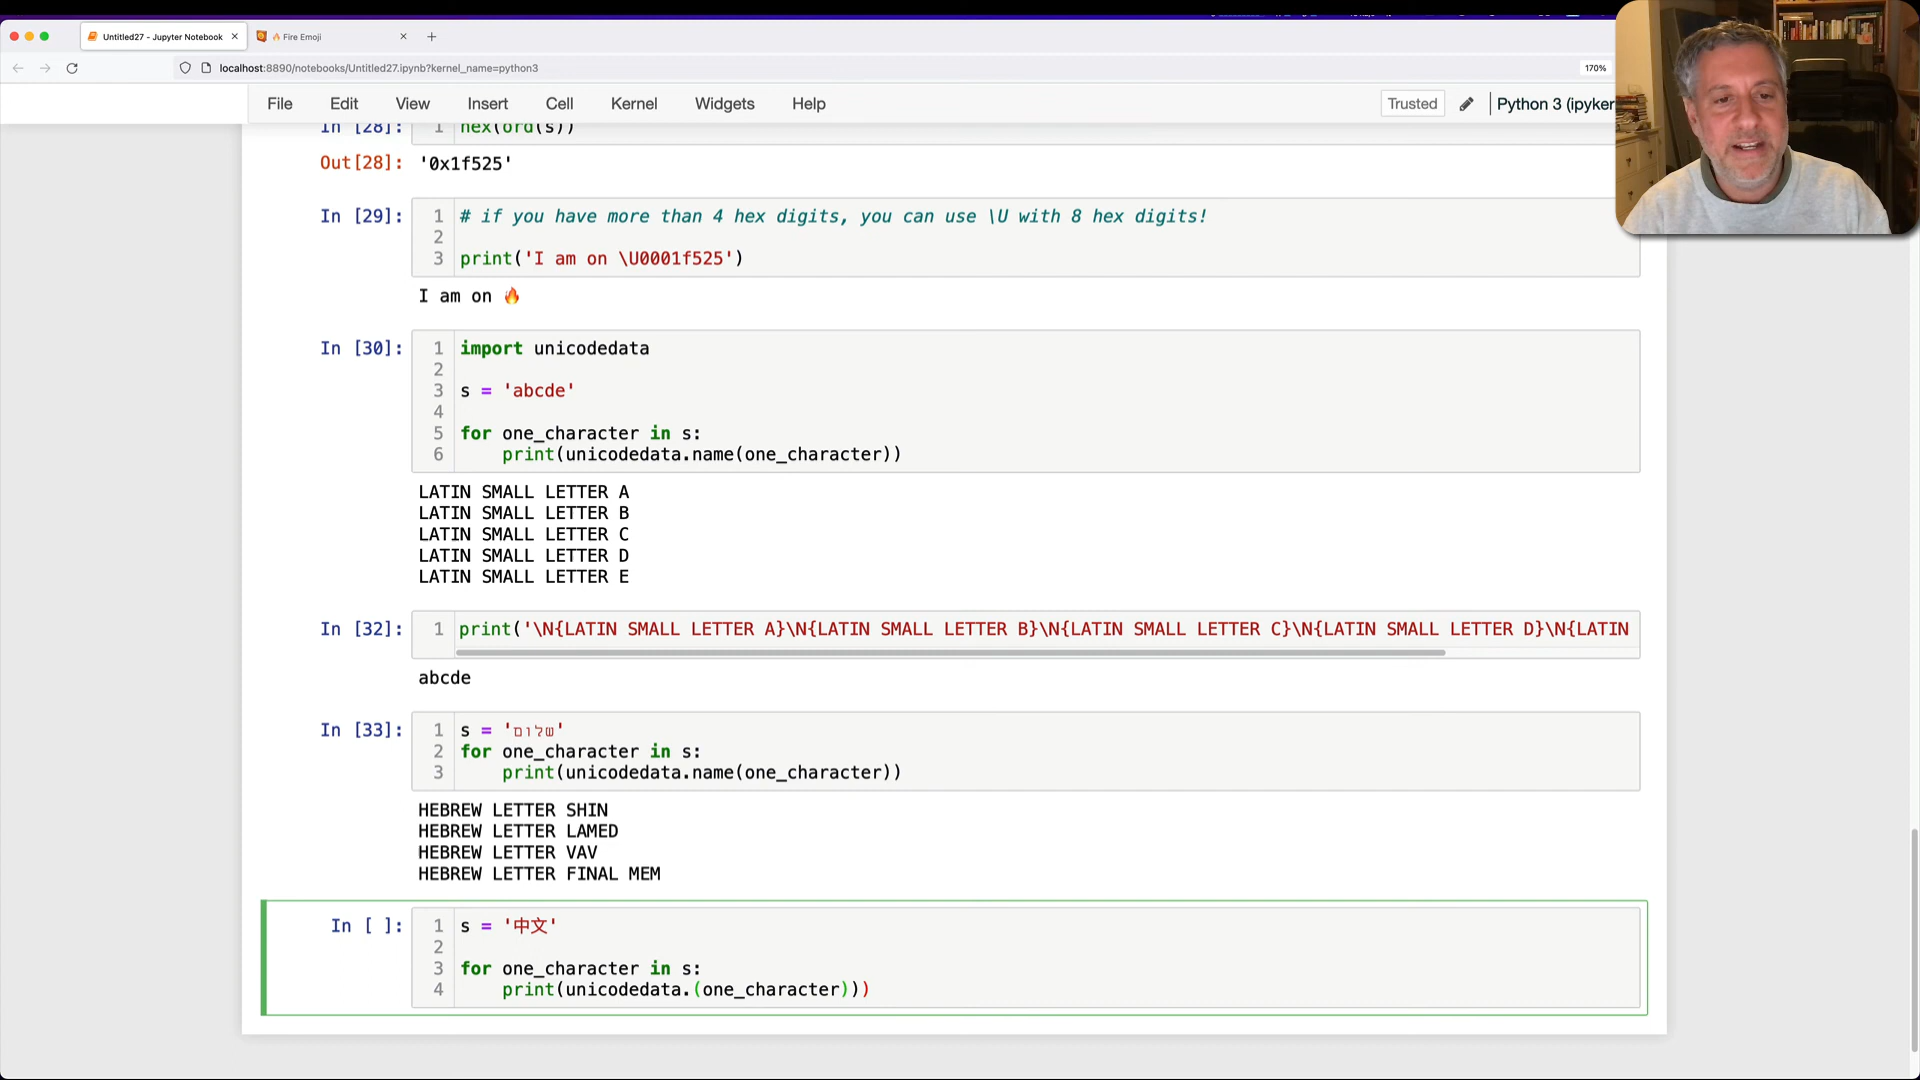 Untitled27 - Jupyter Notebook
🔥 Fire Emoji
localhost:8890/notebooks/Untitled27.ipynb?kernel_name=python3
170%
File Edit View Insert Cell Kernel Widgets Help
Trusted
Python 3 (ipyker
In [28]: 1 hex(ord(s))
Out[28]: '0x1f525'
In [29]: 1 # if you have more than 4 hex digits, you can use \U with 8 hex digits!
2
3 print('I am on \U0001f525')
I am on 🔥
In [30]: 1 import unicodedata
2
3 s = 'abcde'
4
5 for one_character in s:
6 print(unicodedata.name(one_character))
LATIN SMALL LETTER A
LATIN SMALL LETTER B
LATIN SMALL LETTER C
LATIN SMALL LETTER D
LATIN SMALL LETTER E
In [32]: 1 print('\N{LATIN SMALL LETTER A}\N{LATIN SMALL LETTER B}\N{LATIN SMALL LETTER C}\N{LATIN SMALL LETTER D}\N{LATIN
abcde
In [33]: 1 s = 'שלום'
2 for one_character in s:
3 print(unicodedata.name(one_character))
HEBREW LETTER SHIN
HEBREW LETTER LAMED
HEBREW LETTER VAV
HEBREW LETTER FINAL MEM
In [ ]: 1 s = '中文'
2
3 for one_character in s:
4 print(unicodedata.(one_character)))